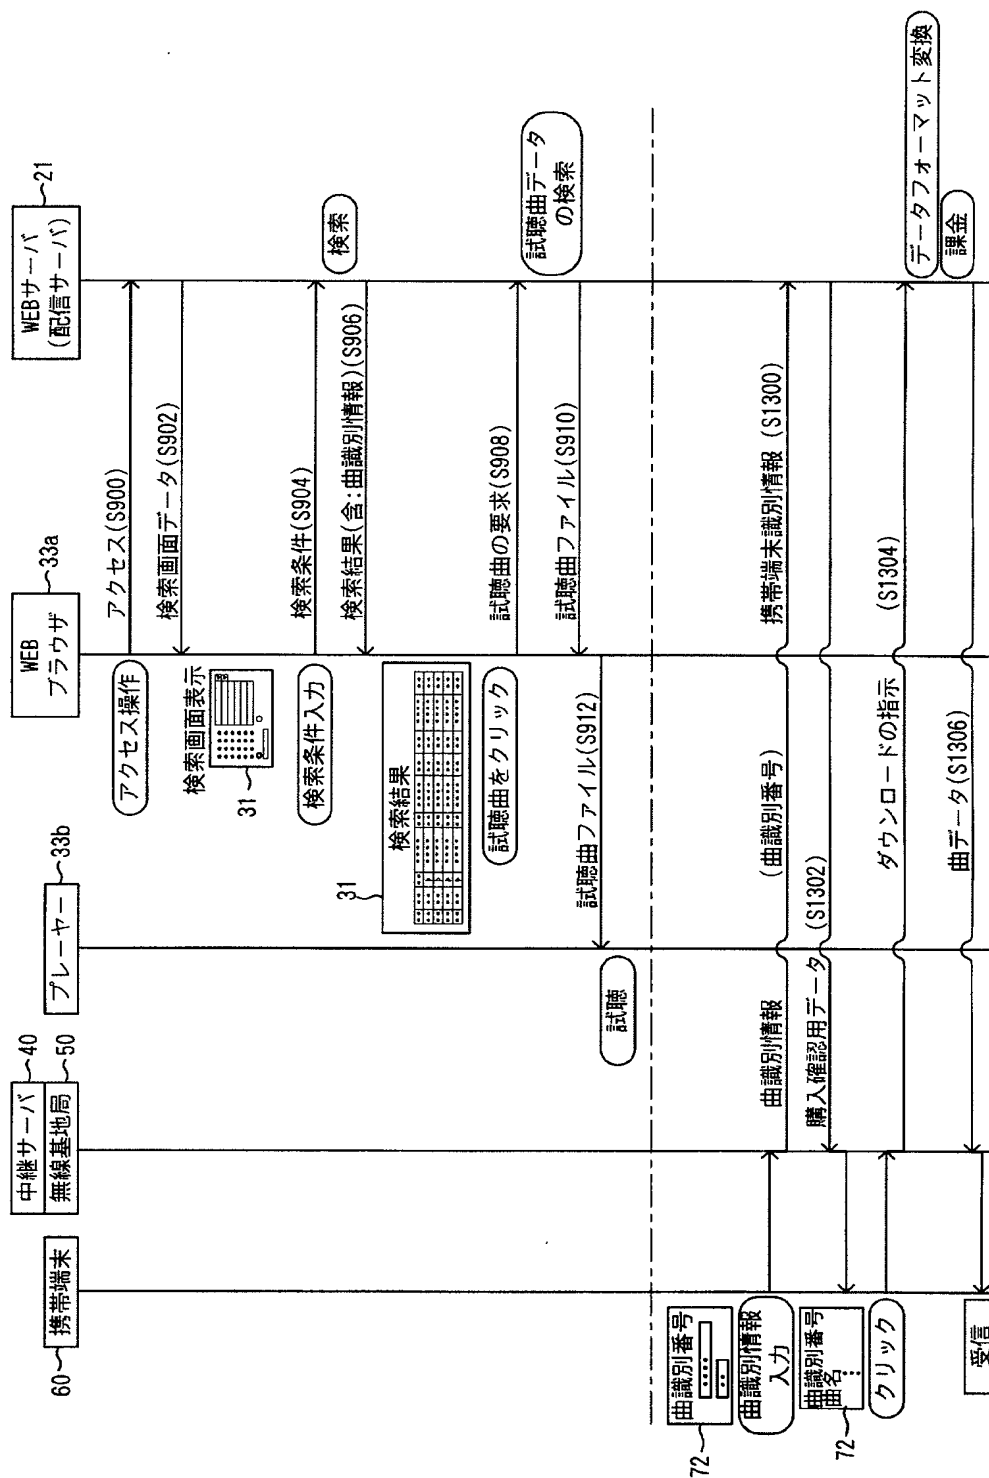 携帯端末
60
中継サーバ
40
無線基地局
50
プレーヤー
33b
WEB
ブラウザ
33a
WEBサーバ
(配信サーバ)
21
アクセス操作
アクセス(S900)
検索画面データ(S902)
検索画面表示
31
検索条件入力
検索条件(S904)
検索
検索結果(含:曲識別情報)(S906)
検索結果
31
試聴曲をクリック
試聴曲の要求(S908)
試聴曲データ
の検索
試聴曲ファイル(S910)
試聴曲ファイル(S912)
試聴
曲識別番号
72
曲識別情報
入力
曲識別情報
(曲識別番号)
携帯端末識別情報 (S1300)
購入確認用データ (S1302)
曲識別番号
曲名
72
クリック
ダウンロードの指示
(S1304)
データフォーマット変換
課金
曲データ(S1306)
受信